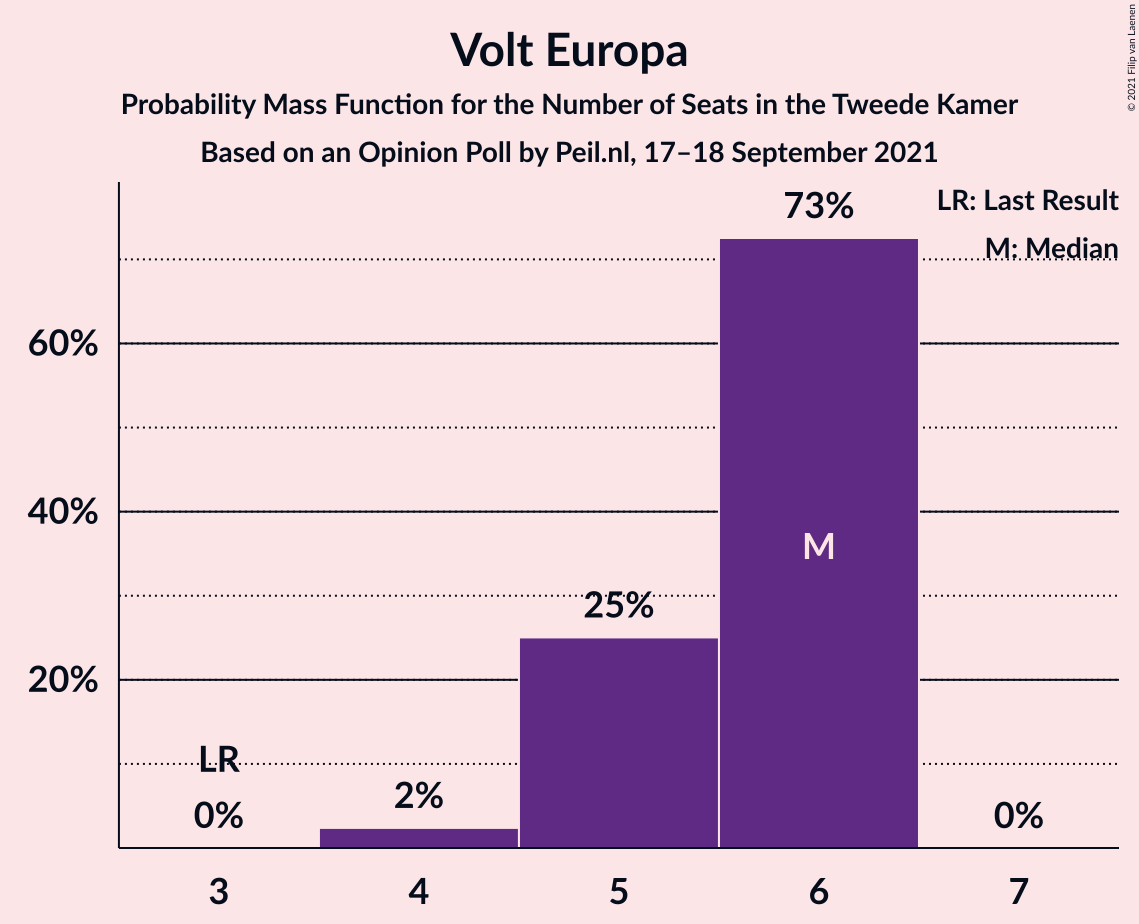 Volt Europa
Probability Mass Function for the Number of Seats in the Tweede Kamer
Based on an Opinion Poll by Peil.nl, 17–18 September 2021
© 2021 Filip van Laenen
LR: Last Result
M: Median
73%
60%
40%
M
25%
20%
LR
2%
0%
0%
3
4
5
6
7